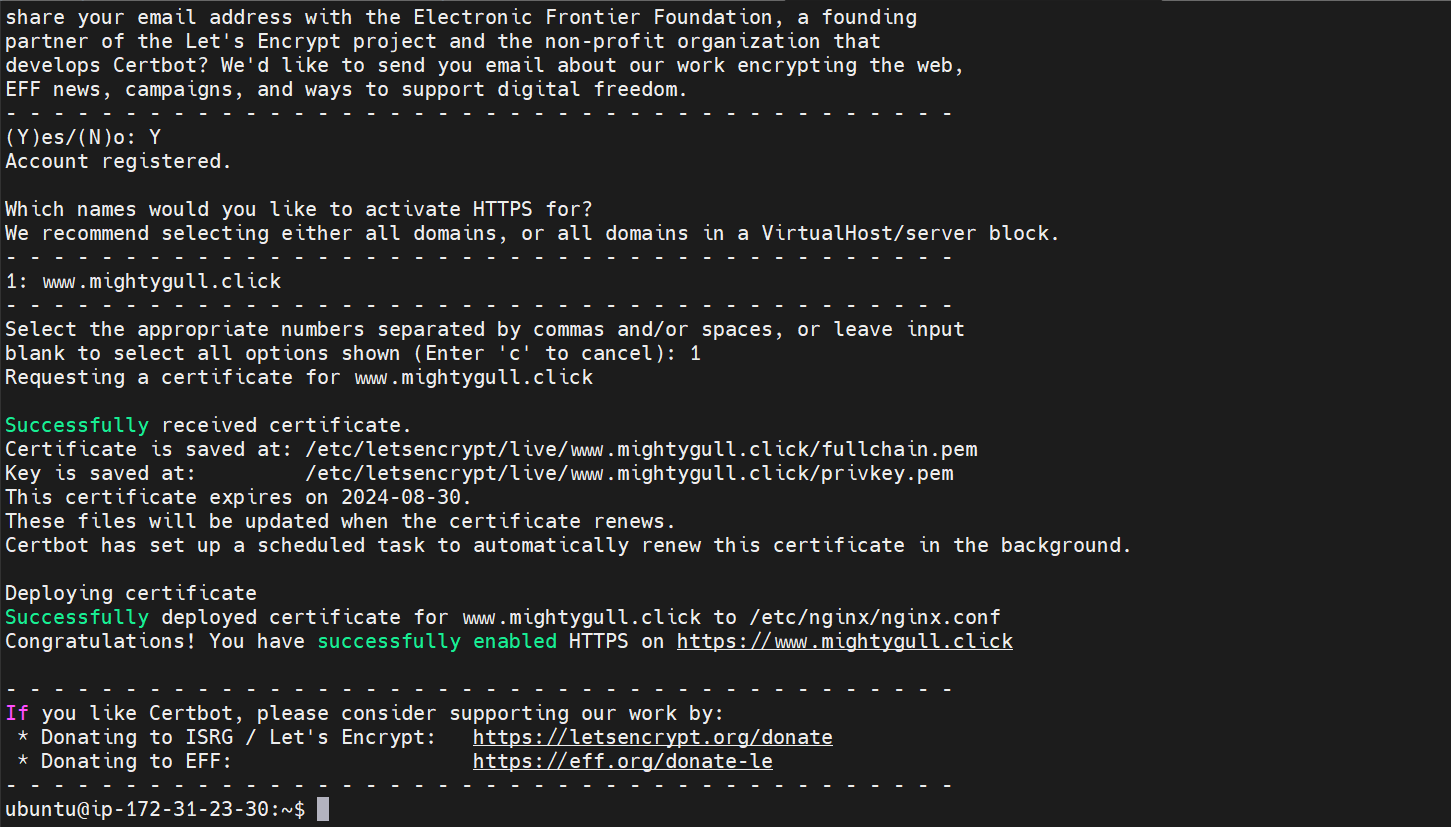 share your email address with the Electronic Frontier Foundation, a founding
partner of the Let's Encrypt project and the non-profit organization that
develops Certbot? We'd like to send you email about our work encrypting the web,
EFF news, campaigns, and ways to support digital freedom.
- - - - - - - - - - - - - - - - - - - - - - - - - - - - - - - - - - - - - - - -
(Y)es/(N)o: Y
Account registered.
Which names would you like to activate HTTPS for?
We recommend selecting either all domains, or all domains in a VirtualHost/server block.
- - - - - - - - - - - - - - - - - - - - - - - - - - - - - - - - - - - - - - - -
1: www.mightygull.click
- - - - - - - - - - - - - - - - - - - - - - - - - - - - - - - - - - - - - - - -
Select the appropriate numbers separated by commas and/or spaces, or leave input
blank to select all options shown (Enter 'c' to cancel): 1
Requesting a certificate for www.mightygull.click
Successfully received certificate.
Certificate is saved at: /etc/letsencrypt/live/www.mightygull.click/fullchain.pem
Key is saved at:         /etc/letsencrypt/live/www.mightygull.click/privkey.pem
This certificate expires on 2024-08-30.
These files will be updated when the certificate renews.
Certbot has set up a scheduled task to automatically renew this certificate in the background.
Deploying certificate
Successfully deployed certificate for www.mightygull.click to /etc/nginx/nginx.conf
Congratulations! You have successfully enabled HTTPS on https://www.mightygull.click
- - - - - - - - - - - - - - - - - - - - - - - - - - - - - - - - - - - - - - - -
If you like Certbot, please consider supporting our work by:
 * Donating to ISRG / Let's Encrypt:   https://letsencrypt.org/donate
 * Donating to EFF:                    https://eff.org/donate-le
- - - - - - - - - - - - - - - - - - - - - - - - - - - - - - - - - - - - - - - -
ubuntu@ip-172-31-23-30:~$